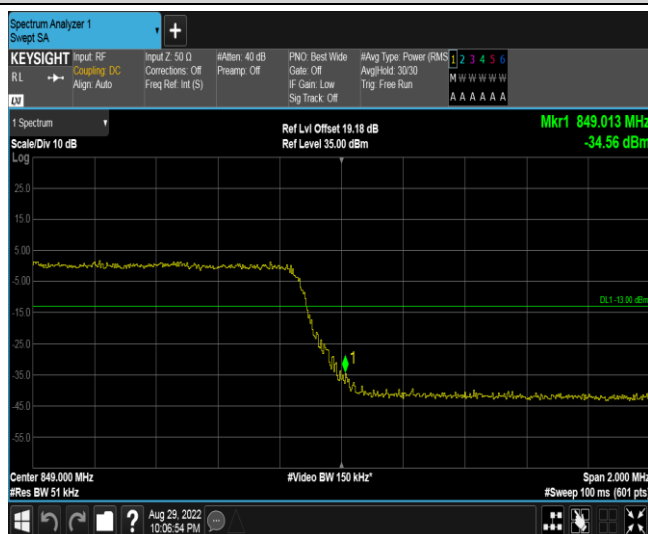 Spectrum Analyzer 1
Swept SA
KEYSIGHT
RL
Input: RF
Coupling: DC
Align: Auto
Input Z: 50 Ω
Corrections: Off
Freq Ref: Int (S)
#Atten: 40 dB
Preamp: Off
PNO: Best Wide
Gate: Off
IF Gain: Low
Sig Track: Off
#Avg Type: Power (RMS
Avg|Hold: 30/30
Trig: Free Run
1 2 3 4 5 6
M W W W W W
A A A A A A
1 Spectrum
Scale/Div 10 dB
Log
Ref Lvl Offset 19.18 dB
Ref Level 35.00 dBm
Mkr1 849.013 MHz
-34.56 dBm
25.0
15.0
5.00
-5.00
-15.0
-25.0
-35.0
-45.0
-55.0
DL1 -13.00 dBm
1
Center 849.000 MHz
#Res BW 51 kHz
#Video BW 150 kHz*
Span 2.000 MHz
#Sweep 100 ms (601 pts)
Aug 29, 2022
10:06:54 PM